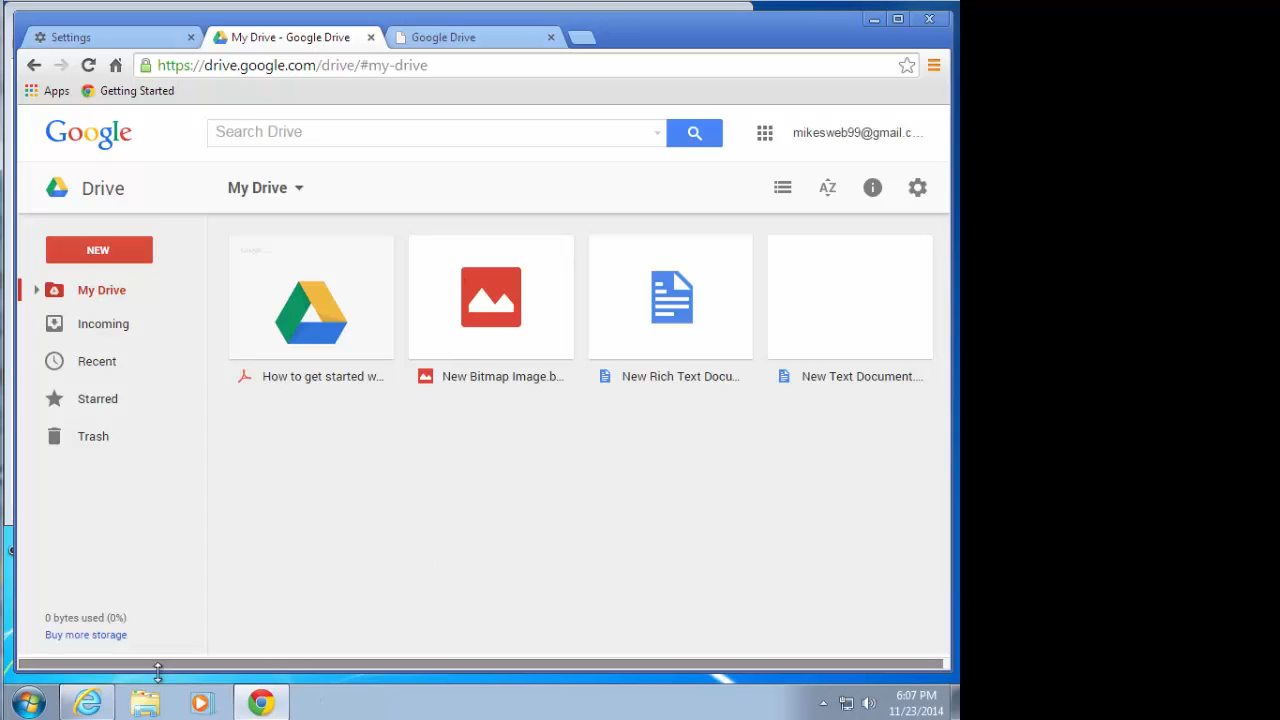 Settings
My Drive - Google Drive
Google Drive
https://drive.google.com/drive/#my-drive
Apps
Getting Started
Google
Search Drive
mikesweb99@gmail.c...
Drive
My Drive
AZ
NEW
My Drive
Incoming
Recent
Starred
Trash
How to get started w...
New Bitmap Image.b...
New Rich Text Docu...
New Text Document....
0 bytes used (0%)
Buy more storage
6:07 PM
11/23/2014